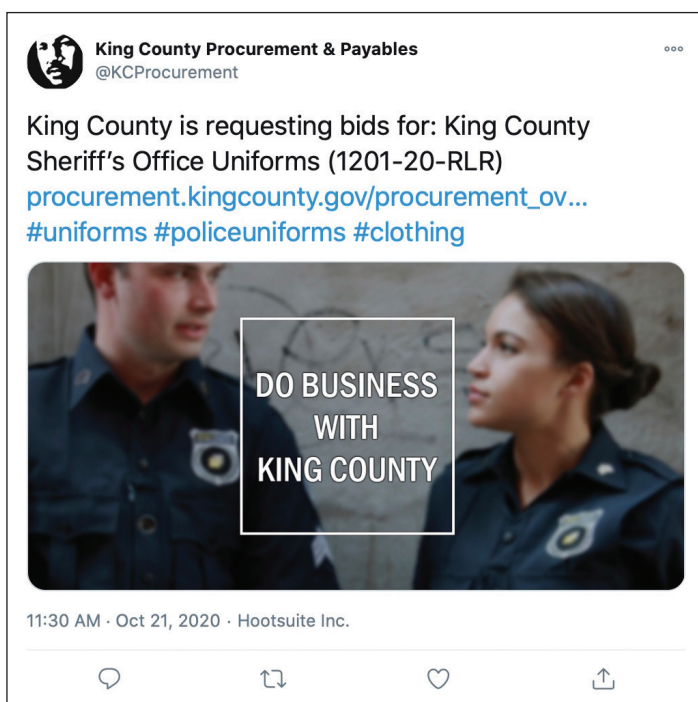 King County Procurement & Payables
@KCProcurement
King County is requesting bids for: King County
Sheriff's Office Uniforms (1201-20-RLR)
procurement.kingcounty.gov/procurement_ov...
#uniforms #policeuniforms #clothing
DO BUSINESS
WITH
KING COUNTY
11:30 AM · Oct 21, 2020 · Hootsuite Inc.